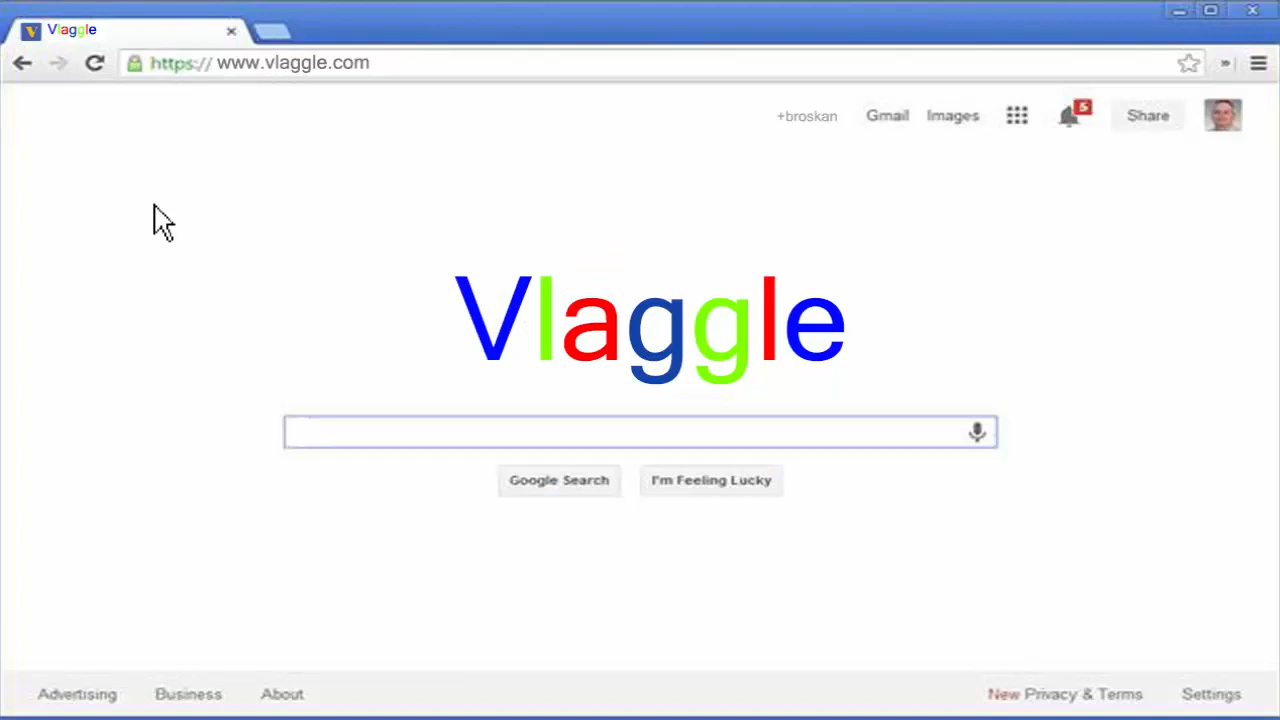 Vlaggle
https:// www.vlaggle.com
+broskan Gmail Images 5 Share
Vlaggle
Google Search I'm Feeling Lucky
Advertising Business About New Privacy & Terms Settings